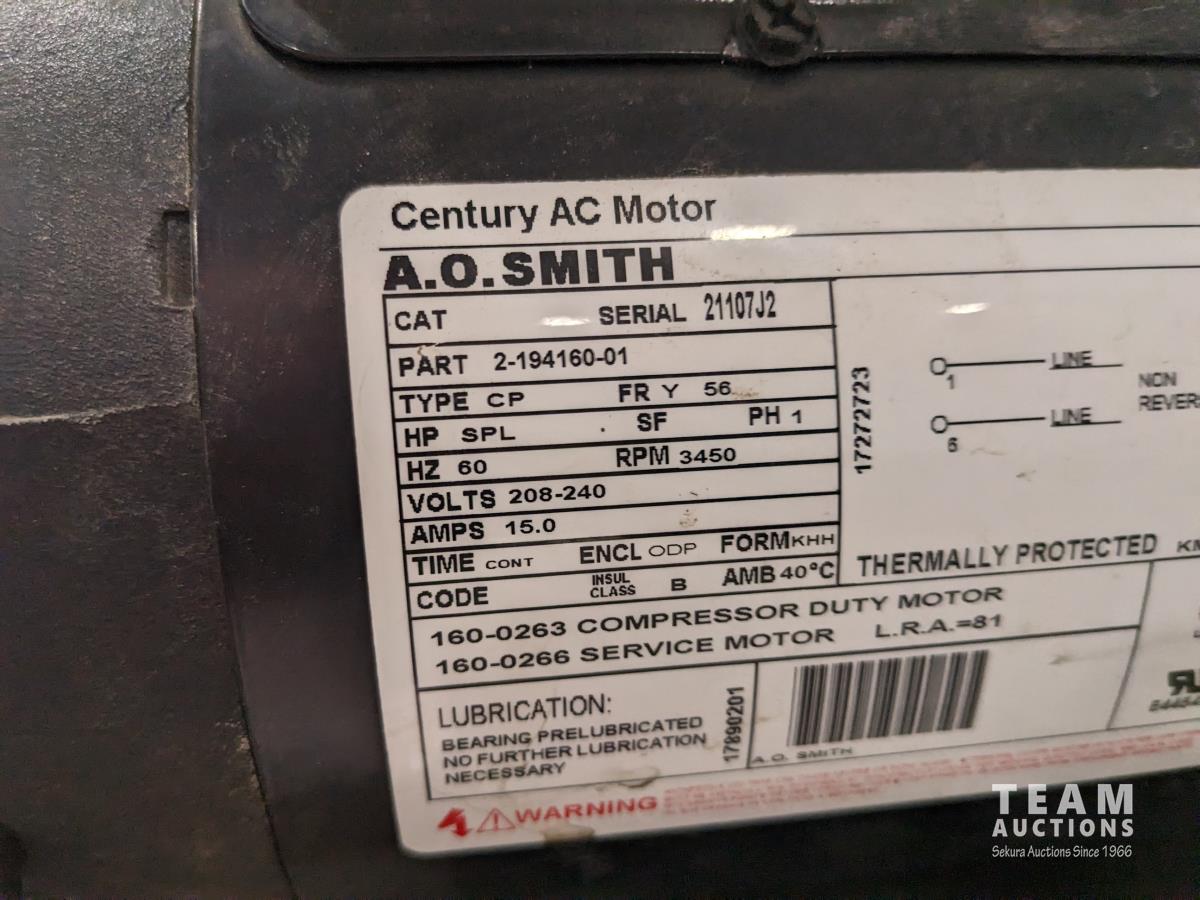 Century AC Motor
A.O.SMITH
CAT SERIAL 21107J2
PART 2-194160-01
TYPE CP FR Y 56
HP SPL . SF PH 1
HZ 60 RPM 3450
VOLTS 208-240
AMPS 15.0
TIME CONT ENCL ODP FORM KHH
CODE INSUL CLASS B AMB 40°C
17272723
1 LINE
6 LINE
NON
REVERS
THERMALLY PROTECTED KM
160-0263 COMPRESSOR DUTY MOTOR
160-0266 SERVICE MOTOR L.R.A.=81
LUBRICATION:
BEARING PRELUBRICATED
NO FURTHER LUBRICATION
NECESSARY
17890201
A.O. SMITH
WARNING
TEAM
AUCTIONS
Sekura Auctions Since 1966